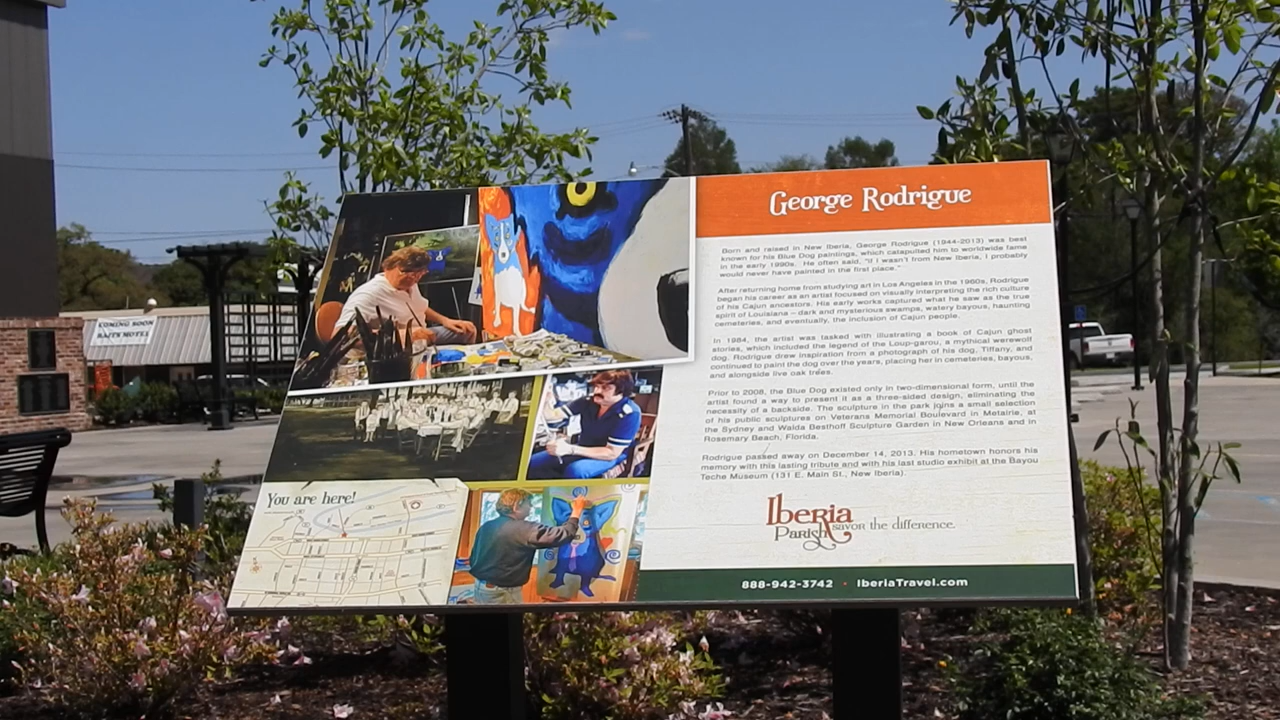 George Rodrigue
Born and raised in New Iberia, George Rodrigue (1944-2013) was best
known for his Blue Dog paintings, which catapulted him to worldwide fame
in the early 1990s. He often said, "If I wasn't from New Iberia, I probably
would never have painted in the first place."
After returning home from studying art in Los Angeles in the 1960s, Rodrigue
began his career as an artist focused on visually interpreting the rich culture
of his Cajun ancestors. His early works captured what he saw as the true
spirit of Louisiana – dark and mysterious swamps, watery bayous, haunting
cemeteries, and eventually, the inclusion of Cajun people.
In 1984, the artist was tasked with illustrating a book of Cajun ghost
stories, which included the legend of the Loup-garou, a mythical werewolf
dog. Rodrigue drew inspiration from a photograph of his dog, Tiffany, and
continued to paint the dog over the years, placing her in cemeteries, bayous,
and alongside live oak trees.
Prior to 2008, the Blue Dog existed only in two-dimensional form, until the
artist found a way to present it as a three-sided design, eliminating the
necessity of a backside. The sculpture in the park joins a small selection
of his public sculptures on Veterans Memorial Boulevard in Metairie, at
the Sydney and Walda Besthoff Sculpture Garden in New Orleans and in
Rosemary Beach, Florida.
Rodrigue passed away on December 14, 2013. His hometown honors his
memory with this lasting tribute and with his last studio exhibit at the Bayou
Teche Museum (131 E. Main St., New Iberia).
Iberia
Parish savor the difference.
888-942-3742 • IberiaTravel.com
You are here!
COMING SOON